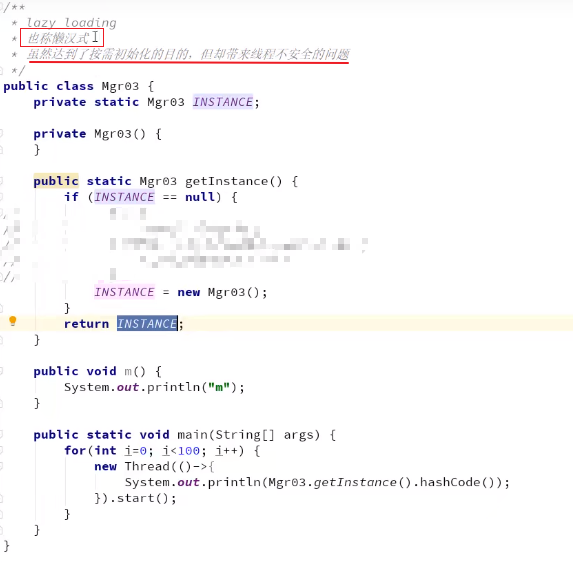 /**
 * lazy loading
 * 也称懒汉式
 * 虽然达到了按需初始化的目的，但却带来线程不安全的问题
 */
public class Mgr03 {
    private static Mgr03 INSTANCE;
    private Mgr03() {
    }
    public static Mgr03 getInstance() {
        if (INSTANCE == null) {
//
            INSTANCE = new Mgr03();
        }
        return INSTANCE;
    }
    public void m() {
        System.out.println("m");
    }
    public static void main(String[] args) {
        for(int i=0; i<100; i++) {
            new Thread(()->{
                System.out.println(Mgr03.getInstance().hashCode());
            }).start();
        }
    }
}